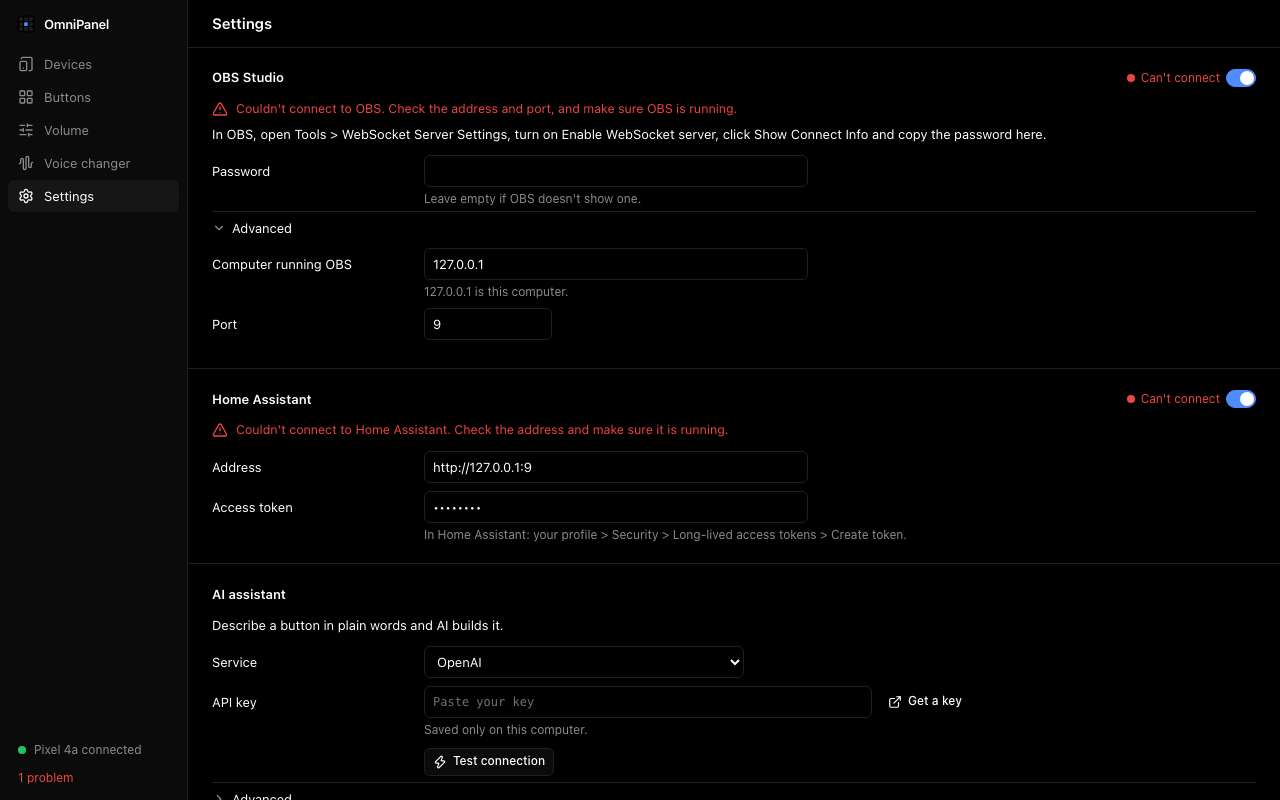 OmniPanel
Settings
Devices
Buttons
Volume
Voice changer
Settings
OBS Studio
Can't connect
Couldn't connect to OBS. Check the address and port, and make sure OBS is running.
In OBS, open Tools > WebSocket Server Settings, turn on Enable WebSocket server, click Show Connect Info and copy the password here.
Password
Leave empty if OBS doesn't show one.
Advanced
Computer running OBS
127.0.0.1
127.0.0.1 is this computer.
Port
9
Home Assistant
Can't connect
Couldn't connect to Home Assistant. Check the address and make sure it is running.
Address
http://127.0.0.1:9
Access token
••••••••
In Home Assistant: your profile > Security > Long-lived access tokens > Create token.
AI assistant
Describe a button in plain words and AI builds it.
Service
OpenAI
API key
Paste your key
Get a key
Saved only on this computer.
Test connection
Advanced
Pixel 4a connected
1 problem